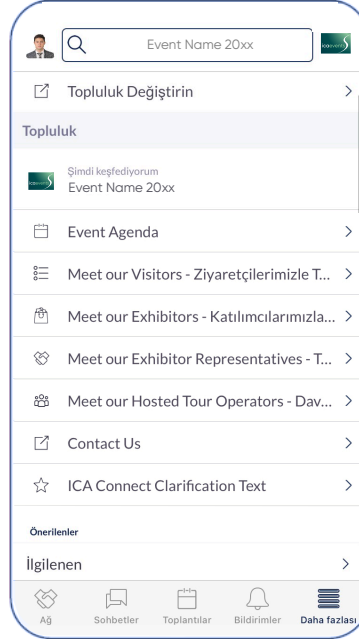 Event Name 20xx
icaevents
Topluluk Değiştirin
Topluluk
Şimdi keşfediyorum
Event Name 20xx
Event Agenda
Meet our Visitors - Ziyaretçilerimizle T...
Meet our Exhibitors - Katılımcılarımızla...
Meet our Exhibitor Representatives - T...
Meet our Hosted Tour Operators - Dav...
Contact Us
ICA Connect Clarification Text
Önerilenler
İlgilenen
Ağ
Sohbetler
Toplantılar
Bildirimler
Daha fazlası